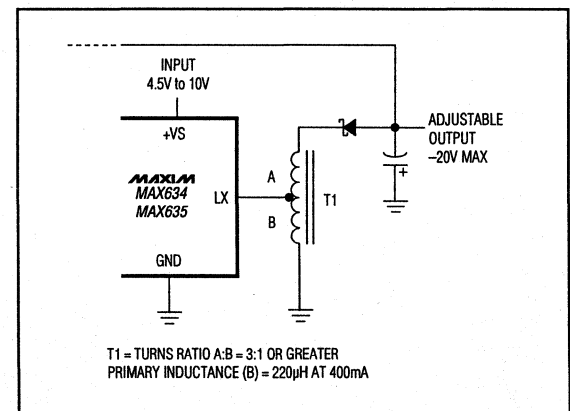 INPUT
4.5V to 10V
+VS
MAXIM
MAX634
MAX635
LX
GND
A
B
T1
ADJUSTABLE
OUTPUT
–20V MAX
+
T1 = TURNS RATIO A:B = 3:1 OR GREATER
PRIMARY INDUCTANCE (B) = 220µH AT 400mA